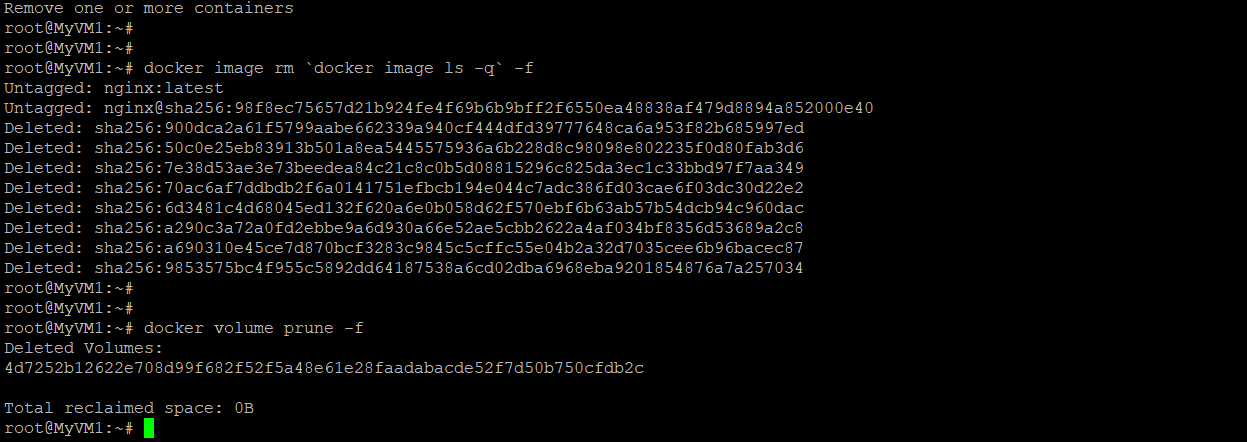 Remove one or more containers
root@MyVM1:~#
root@MyVM1:~#
root@MyVM1:~# docker image rm `docker image ls -q` -f
Untagged: nginx:latest
Untagged: nginx@sha256:98f8ec75657d21b924fe4f69b6b9bff2f6550ea48838af479d8894a852000e40
Deleted: sha256:900dca2a61f5799aabe662339a940cf444dfd39777648ca6a953f82b685997ed
Deleted: sha256:50c0e25eb83913b501a8ea5445575936a6b228d8c98098e802235f0d80fab3d6
Deleted: sha256:7e38d53ae3e73beedea84c21c8c0b5d08815296c825da3ec1c33bbd97f7aa349
Deleted: sha256:70ac6af7ddbdb2f6a0141751efbcb194e044c7adc386fd03cae6f03dc30d22e2
Deleted: sha256:6d3481c4d68045ed132f620a6e0b058d62f570ebf6b63ab57b54dcb94c960dac
Deleted: sha256:a290c3a72a0fd2ebbe9a6d930a66e52ae5cbb2622a4af034bf8356d53689a2c8
Deleted: sha256:a690310e45ce7d870bcf3283c9845c5cffc55e04b2a32d7035cee6b96bacec87
Deleted: sha256:9853575bc4f955c5892dd64187538a6cd02dba6968eba9201854876a7a257034
root@MyVM1:~#
root@MyVM1:~#
root@MyVM1:~# docker volume prune -f
Deleted Volumes:
4d7252b12622e708d99f682f52f5a48e61e28faadabacde52f7d50b750cfdb2c
Total reclaimed space: 0B
root@MyVM1:~#